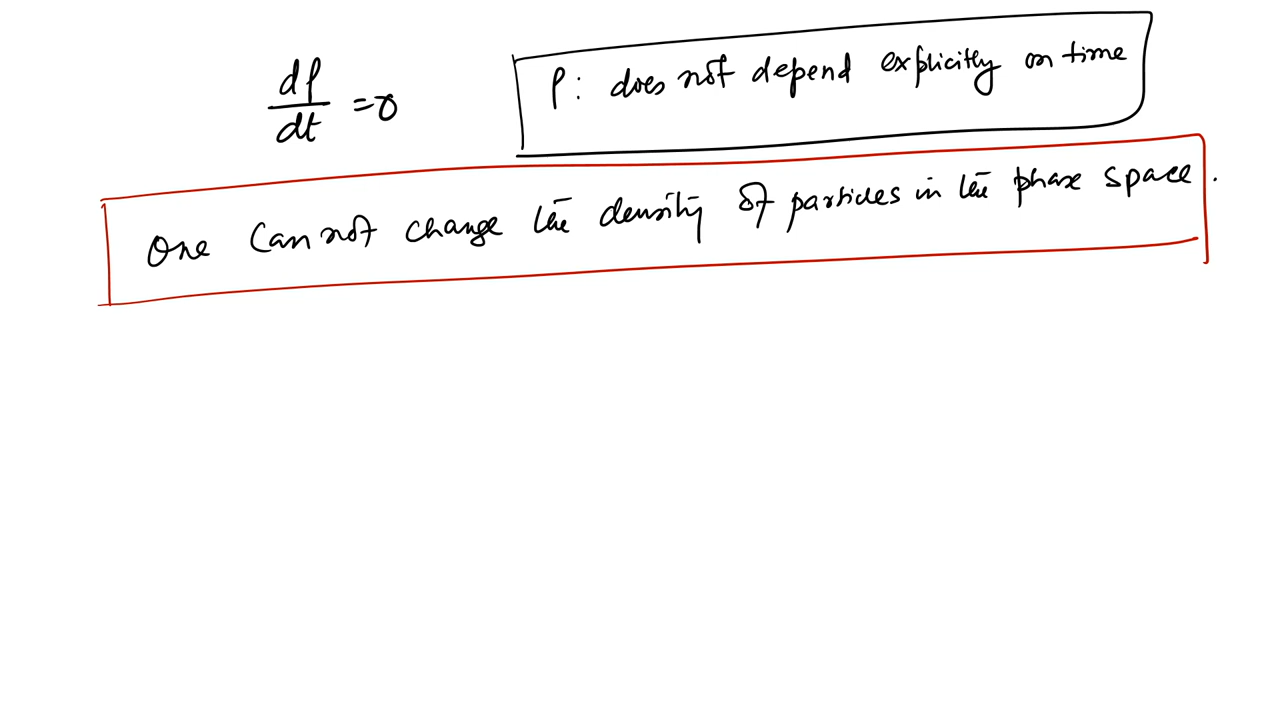 dρ/dt = 0
ρ: does not depend explicitly on time
One Can not change the density of particles in the phase space.